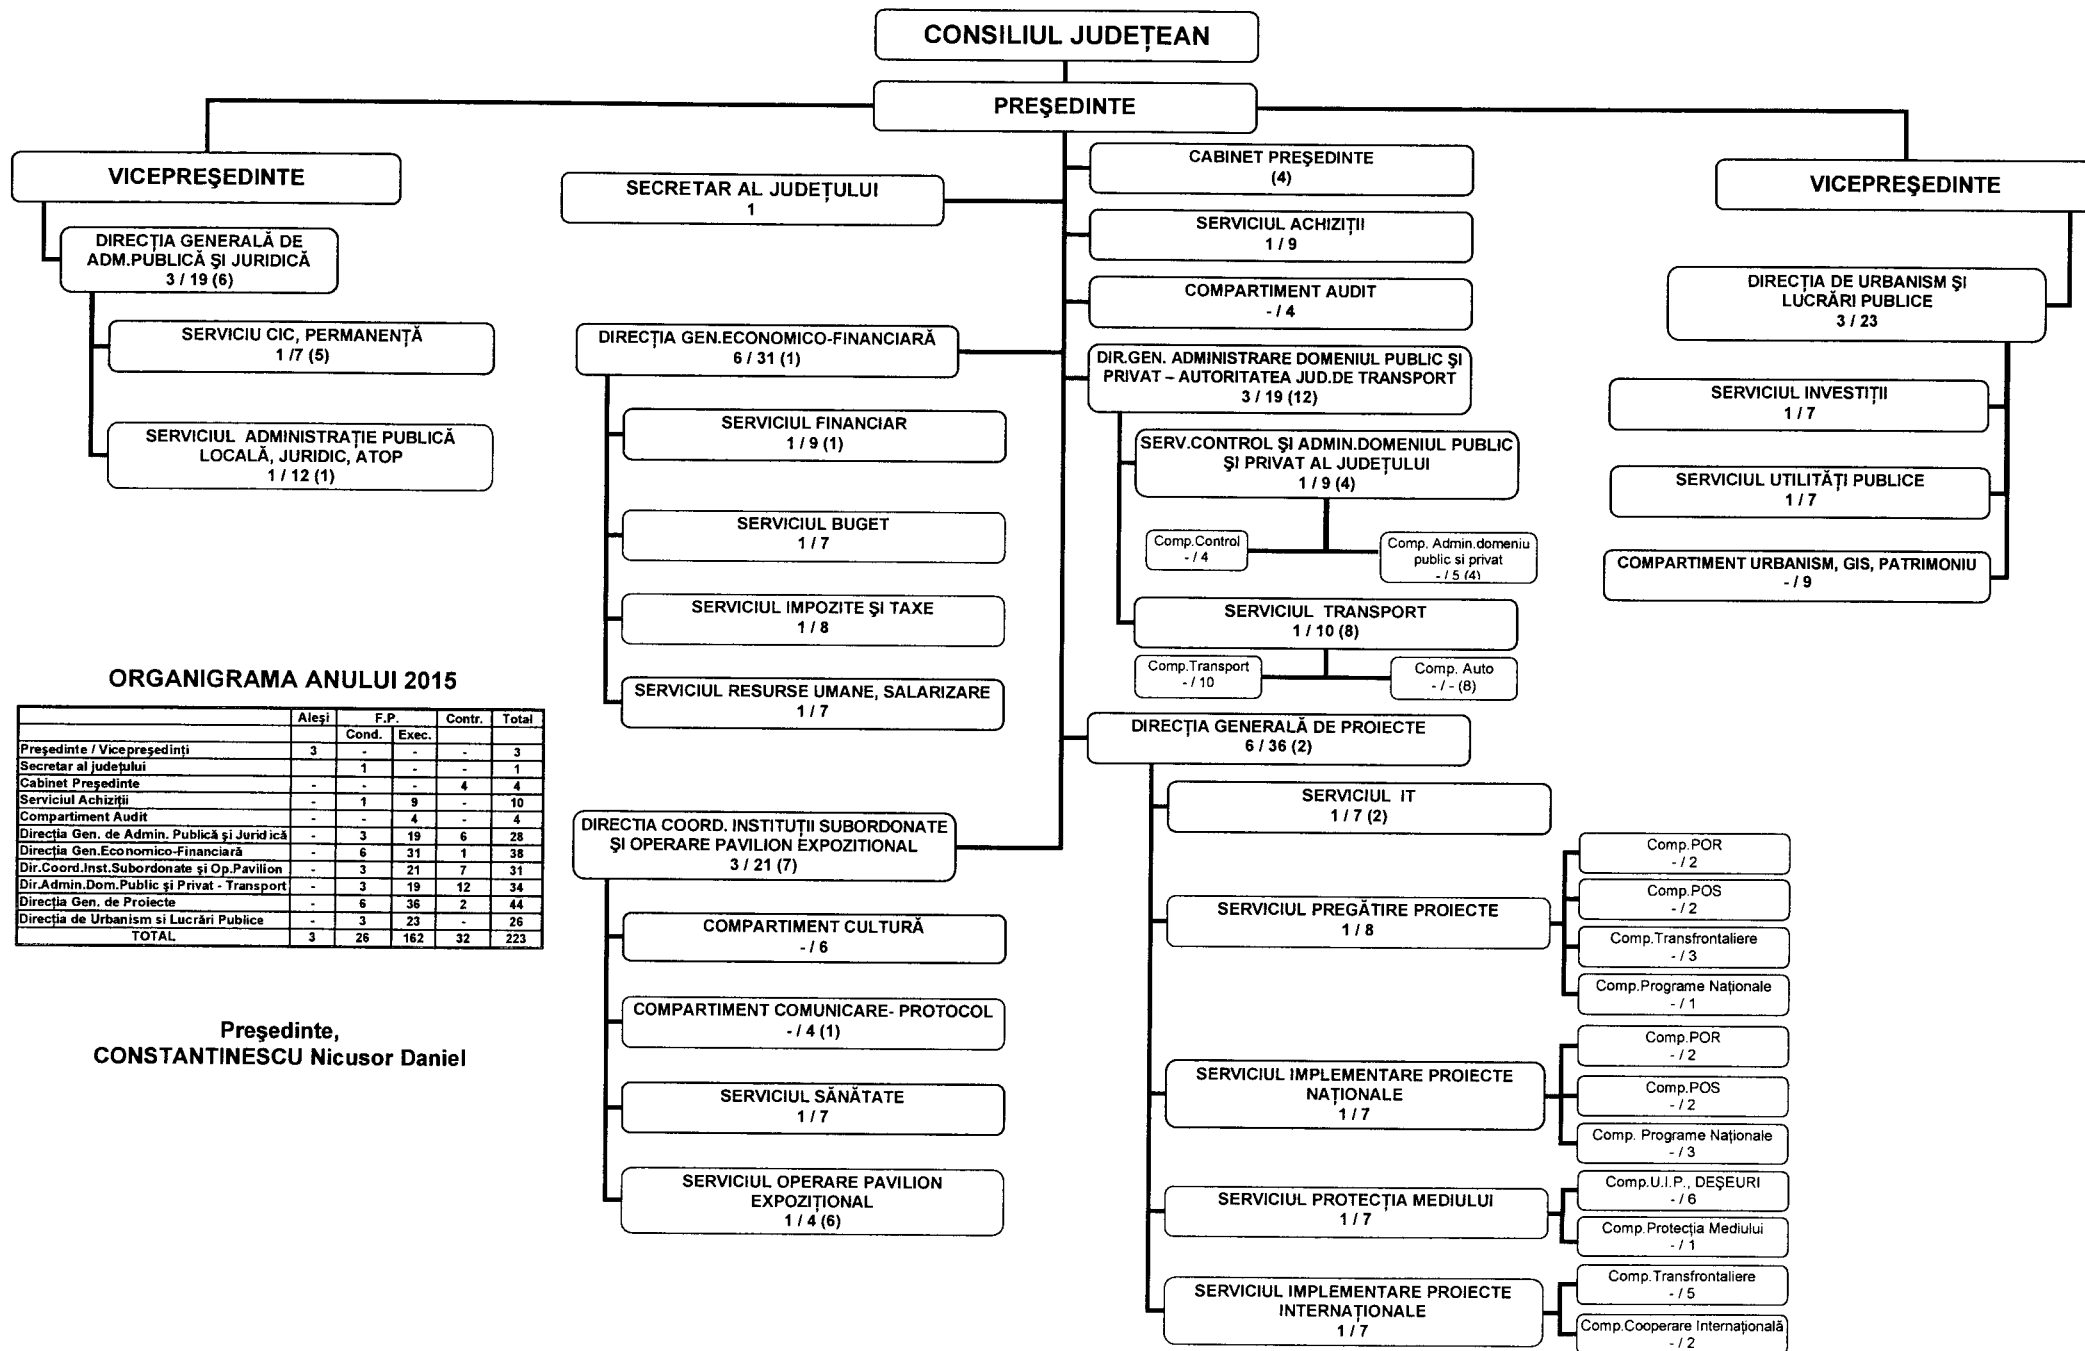 CONSILIUL JUDEȚEAN
PREŞEDINTE
VICEPREŞEDINTE
DIRECȚIA GENERALĂ DE
ADM.PUBLICĂ ŞI JURIDICĂ
3 / 19 (6)
SERVICIU CIC, PERMANENȚĂ
1 /7 (5)
SERVICIUL ADMINISTRAȚIE PUBLICĂ
LOCALĂ, JURIDIC, ATOP
1 / 12 (1)
SECRETAR AL JUDEȚULUI
1
DIRECȚIA GEN.ECONOMICO-FINANCIARĂ
6 / 31 (1)
SERVICIUL FINANCIAR
1 / 9 (1)
SERVICIUL BUGET
1 / 7
SERVICIUL IMPOZITE ŞI TAXE
1 / 8
SERVICIUL RESURSE UMANE, SALARIZARE
1 / 7
DIRECTIA COORD. INSTITUȚII SUBORDONATE
ŞI OPERARE PAVILION EXPOZITIONAL
3 / 21 (7)
COMPARTIMENT CULTURĂ
- / 6
COMPARTIMENT COMUNICARE- PROTOCOL
- / 4 (1)
SERVICIUL SĂNĂTATE
1 / 7
SERVICIUL OPERARE PAVILION
EXPOZIȚIONAL
1 / 4 (6)
CABINET PREŞEDINTE
(4)
SERVICIUL ACHIZIȚII
1 / 9
COMPARTIMENT AUDIT
- / 4
DIR.GEN. ADMINISTRARE DOMENIUL PUBLIC ŞI
PRIVAT – AUTORITATEA JUD.DE TRANSPORT
3 / 19 (12)
SERV.CONTROL ŞI ADMIN.DOMENIUL PUBLIC
ŞI PRIVAT AL JUDEȚULUI
1 / 9 (4)
Comp.Control
- / 4
Comp. Admin.domeniu
public si privat
- / 5 (4)
SERVICIUL TRANSPORT
1 / 10 (8)
Comp.Transport
- / 10
Comp. Auto
- / - (8)
DIRECȚIA GENERALĂ DE PROIECTE
6 / 36 (2)
SERVICIUL IT
1 / 7 (2)
SERVICIUL PREGĂTIRE PROIECTE
1 / 8
Comp.POR
- / 2
Comp.POS
- / 2
Comp.Transfrontaliere
- / 3
Comp.Programe Naționale
- / 1
SERVICIUL IMPLEMENTARE PROIECTE
NAȚIONALE
1 / 7
Comp.POR
- / 2
Comp.POS
- / 2
Comp. Programe Naționale
- / 3
SERVICIUL PROTECȚIA MEDIULUI
1 / 7
Comp.U.I.P., DEŞEURI
- / 6
Comp.Protecția Mediului
- / 1
SERVICIUL IMPLEMENTARE PROIECTE
INTERNAȚIONALE
1 / 7
Comp.Transfrontaliere
- / 5
Comp.Cooperare Internațională
- / 2
VICEPREŞEDINTE
DIRECȚIA DE URBANISM ŞI
LUCRĂRI PUBLICE
3 / 23
SERVICIUL INVESTIȚII
1 / 7
SERVICIUL UTILITĂȚI PUBLICE
1 / 7
COMPARTIMENT URBANISM, GIS, PATRIMONIU
- / 9
ORGANIGRAMA ANULUI 2015
Aleşi F.P. Contr. Total
Cond. Exec.
Preşedinte / Vicepreşedinți 3 - - - 3
Secretar al județului 1 - - 1
Cabinet Preşedinte - - - 4 4
Serviciul Achiziții - 1 9 - 10
Compartiment Audit - - 4 - 4
Direcția Gen. de Admin. Publică şi Juridică - 3 19 6 28
Direcția Gen.Economico-Financiară - 6 31 1 38
Dir.Coord.Inst.Subordonate şi Op.Pavilion - 3 21 7 31
Dir.Admin.Dom.Public şi Privat - Transport - 3 19 12 34
Direcția Gen. de Proiecte - 6 36 2 44
Direcția de Urbanism si Lucrări Publice - 3 23 - 26
TOTAL 3 26 162 32 223
Preşedinte,
CONSTANTINESCU Nicusor Daniel